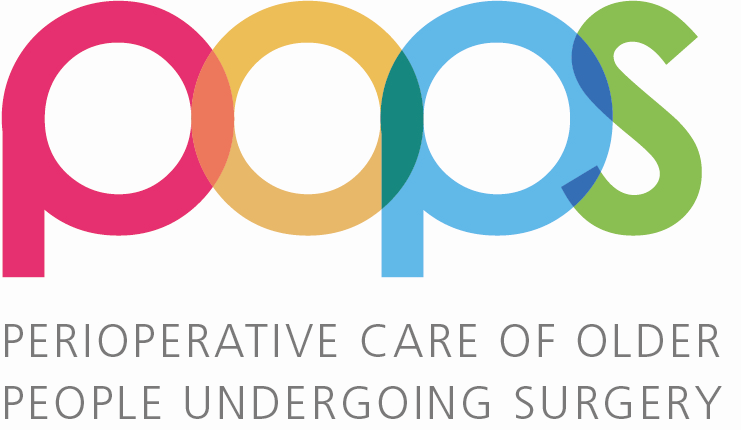 pops
PERIOPERATIVE CARE OF OLDER
PEOPLE UNDERGOING SURGERY